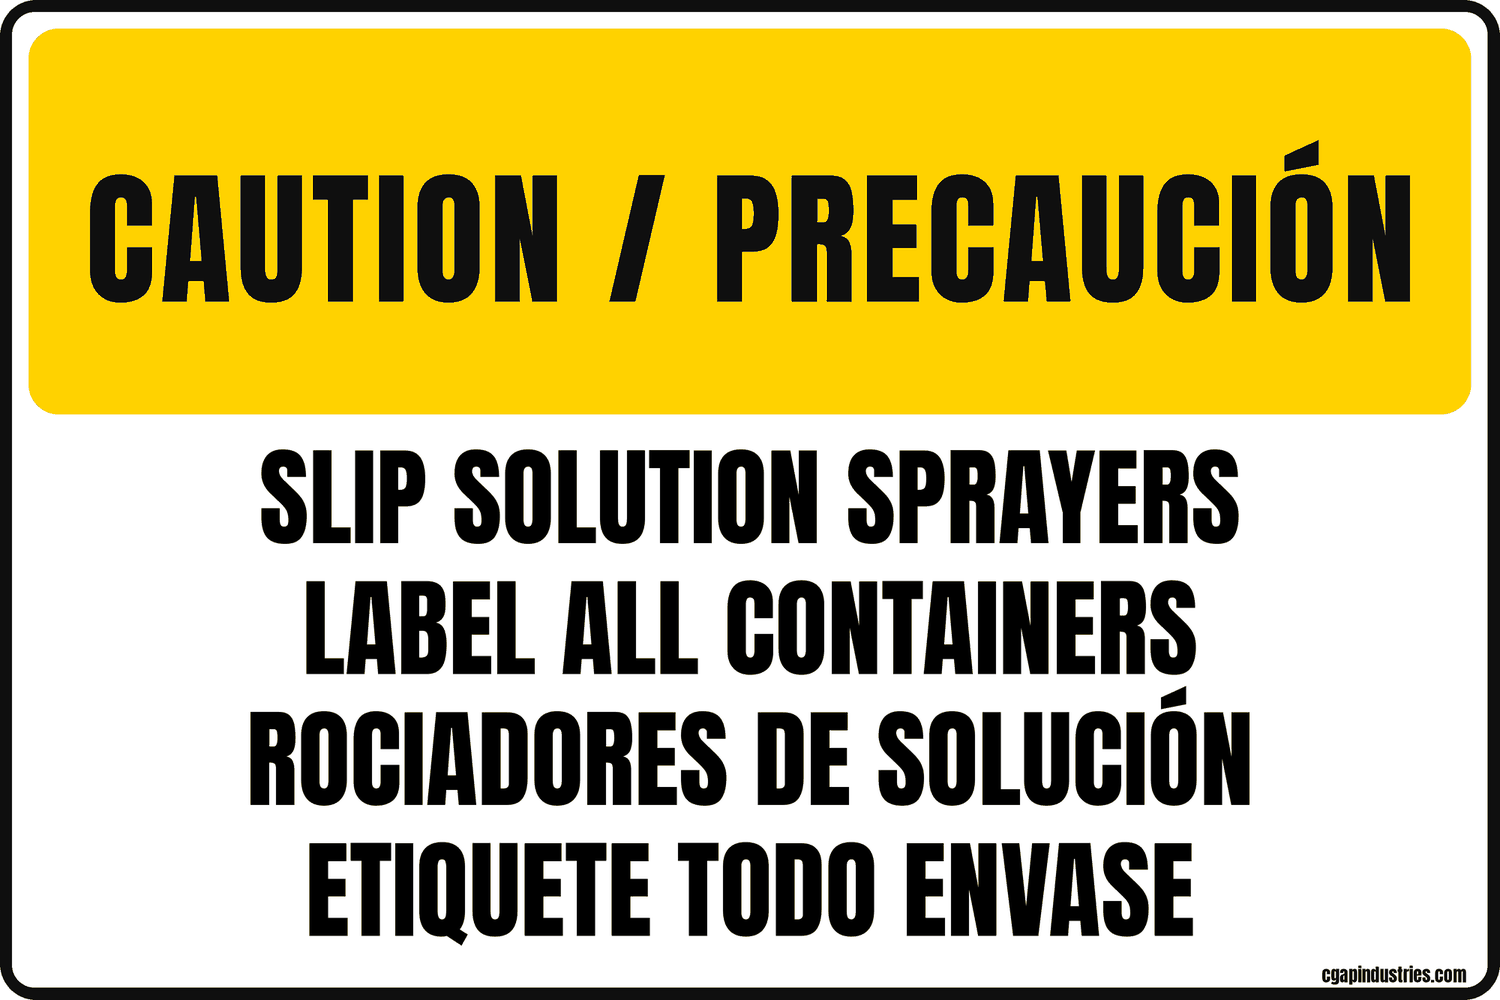 CAUTION / PRECAUCIÓN
SLIP SOLUTION SPRAYERS
LABEL ALL CONTAINERS
ROCIADORES DE SOLUCIÓN
ETIQUETE TODO ENVASE
cgapindustries.com